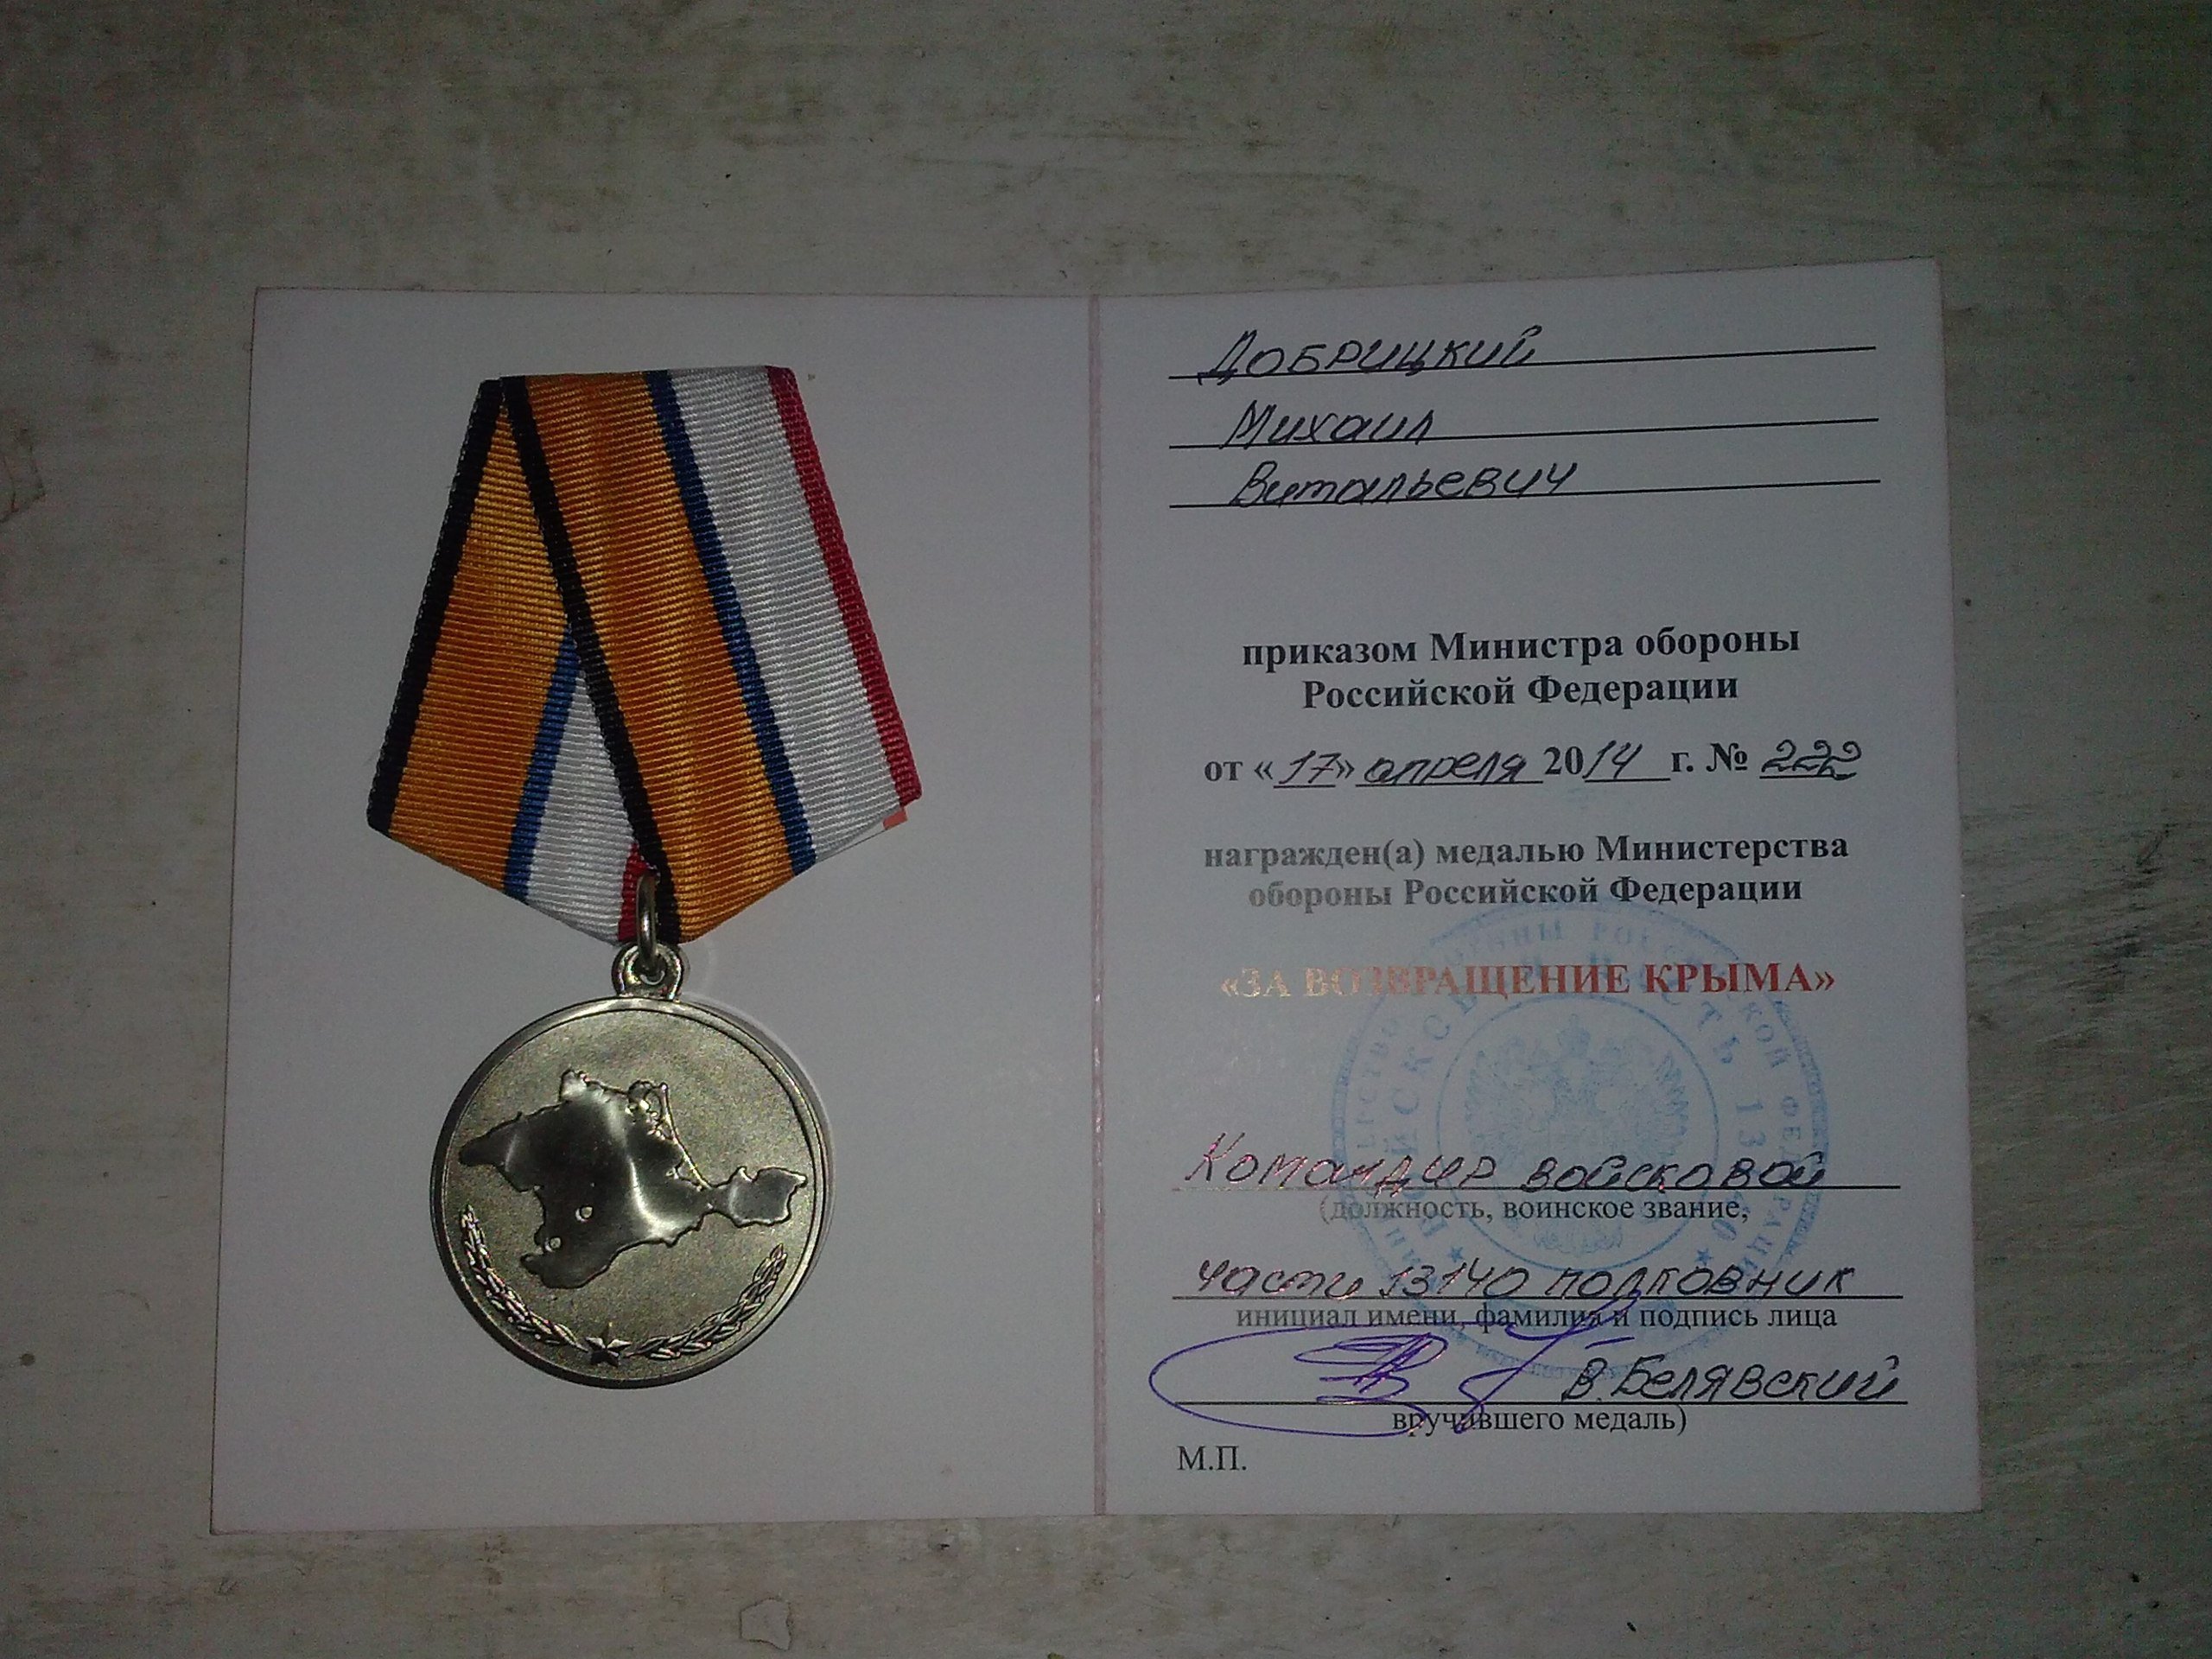 Добрицкий
Михаил
Витальевич
приказом Министра обороны
Российской Федерации
от «17» апреля 2014 г. № 222
награжден(а) медалью Министерства
обороны Российской Федерации
«ЗА ВОЗВРАЩЕНИЕ КРЫМА»
Командир войсковой
(должность, воинское звание,
части 13140 полковник
инициал имени, фамилия и подпись лица
В.Белявский
вручившего медаль)
М.П.